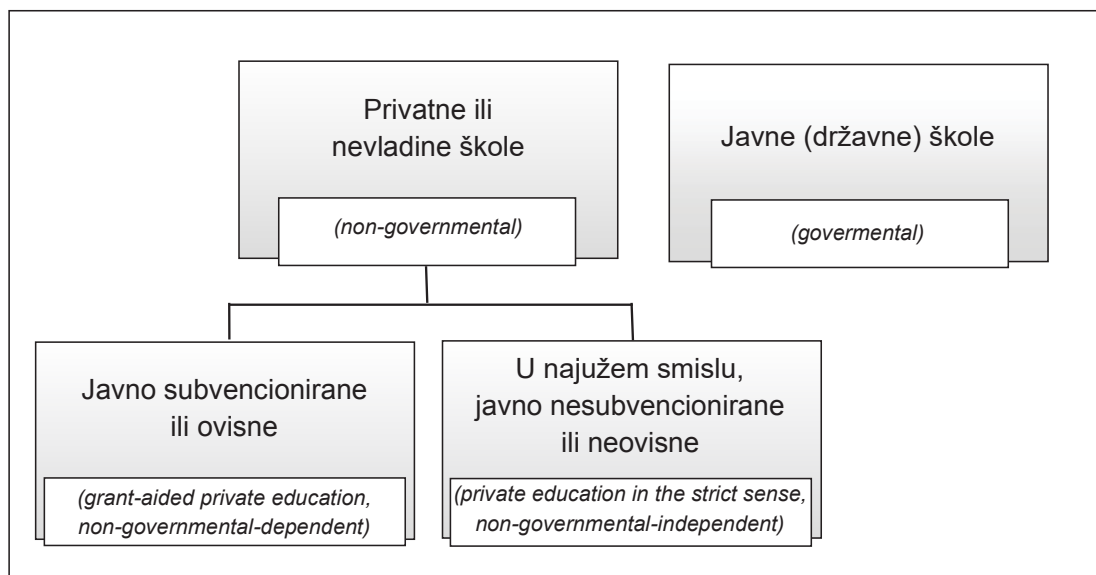 Privatne ili
nevladine škole
(non-governmental)
Javne (državne) škole
(govermental)
Javno subvencionirane
ili ovisne
(grant-aided private education,
non-governmental-dependent)
U najužem smislu,
javno nesubvencionirane
ili neovisne
(private education in the strict sense,
non-governmental-independent)